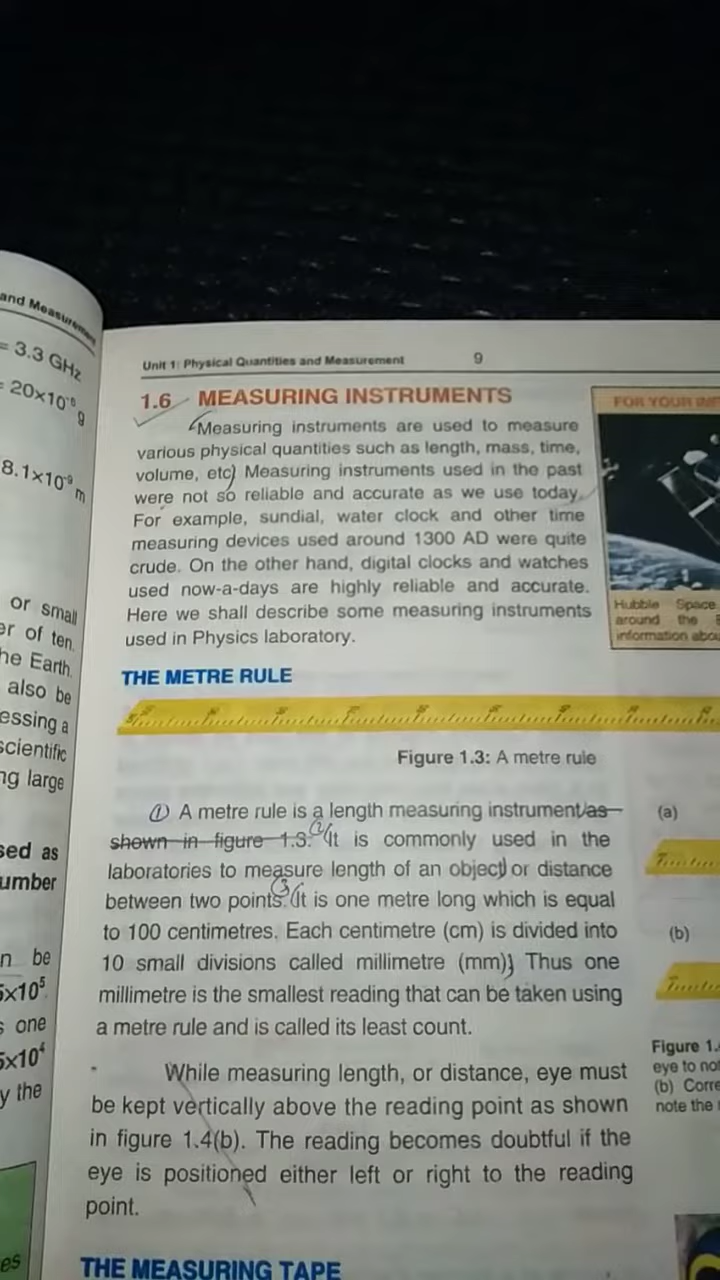 and Measurement
= 3.3 GHz
= 20×10⁻⁶ g
8.1×10⁻⁹ m
or small
er of ten.
he Earth.
also be
essing a
scientific
ng large
sed as
umber
n be
5×10⁵
s one
5×10⁴
y the
es
Unit 1: Physical Quantities and Measurement 9
1.6 MEASURING INSTRUMENTS
Measuring instruments are used to measure
various physical quantities such as length, mass, time,
volume, etc) Measuring instruments used in the past
were not so reliable and accurate as we use today.
For example, sundial, water clock and other time
measuring devices used around 1300 AD were quite
crude. On the other hand, digital clocks and watches
used now-a-days are highly reliable and accurate.
Here we shall describe some measuring instruments
used in Physics laboratory.
THE METRE RULE
Figure 1.3: A metre rule
① A metre rule is a length measuring instrument as
shown in figure 1.3. (2) It is commonly used in the
laboratories to measure length of an object) or distance
between two points. (3) (It is one metre long which is equal
to 100 centimetres. Each centimetre (cm) is divided into
10 small divisions called millimetre (mm)) Thus one
millimetre is the smallest reading that can be taken using
a metre rule and is called its least count.
While measuring length, or distance, eye must
be kept vertically above the reading point as shown
in figure 1.4(b). The reading becomes doubtful if the
eye is positioned either left or right to the reading
point.
THE MEASURING TAPE
FOR YOUR INF
Hubble Space
around the E
information abou
(a)
(b)
Figure 1.
eye to no
(b) Corre
note the